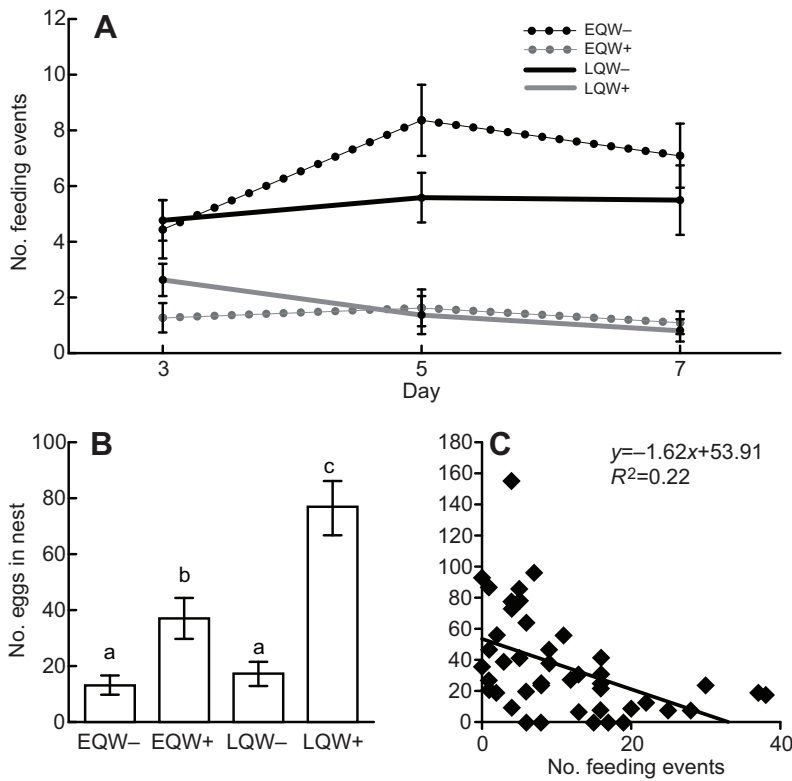 A
EQW–
EQW+
LQW–
LQW+
No. feeding events
12
10
8
6
4
2
0
3 5 7
Day
B
No. eggs in nest
100
80
60
40
20
0
a b a c
EQW– EQW+ LQW– LQW+
C
y=–1.62x+53.91
R²=0.22
180
160
140
120
100
80
60
40
20
0
0 20 40
No. feeding events